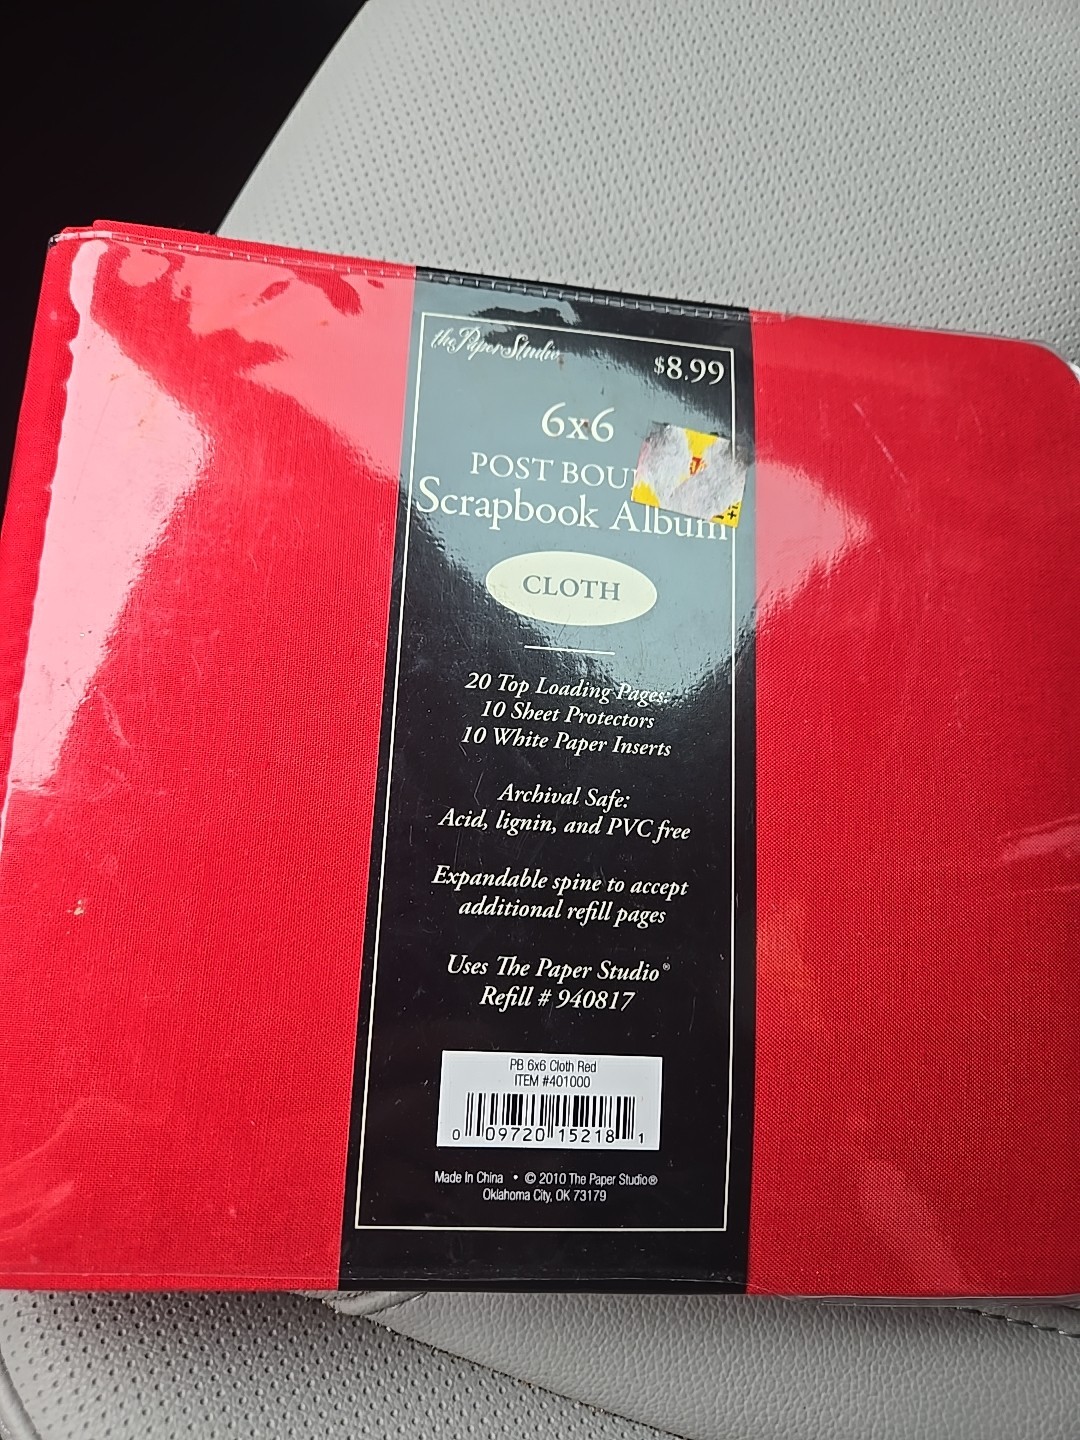 the Paper Studio
$8.99
6x6
POST BOU
Scrapbook Album
CLOTH
20 Top Loading Pages:
10 Sheet Protectors
10 White Paper Inserts
Archival Safe:
Acid, lignin, and PVC free
Expandable spine to accept
additional refill pages
Uses The Paper Studio®
Refill # 940817
PB 6x6 Cloth Red
ITEM #401000
0 09720 15218 1
Made In China • © 2010 The Paper Studio®
Oklahoma City, OK 73179